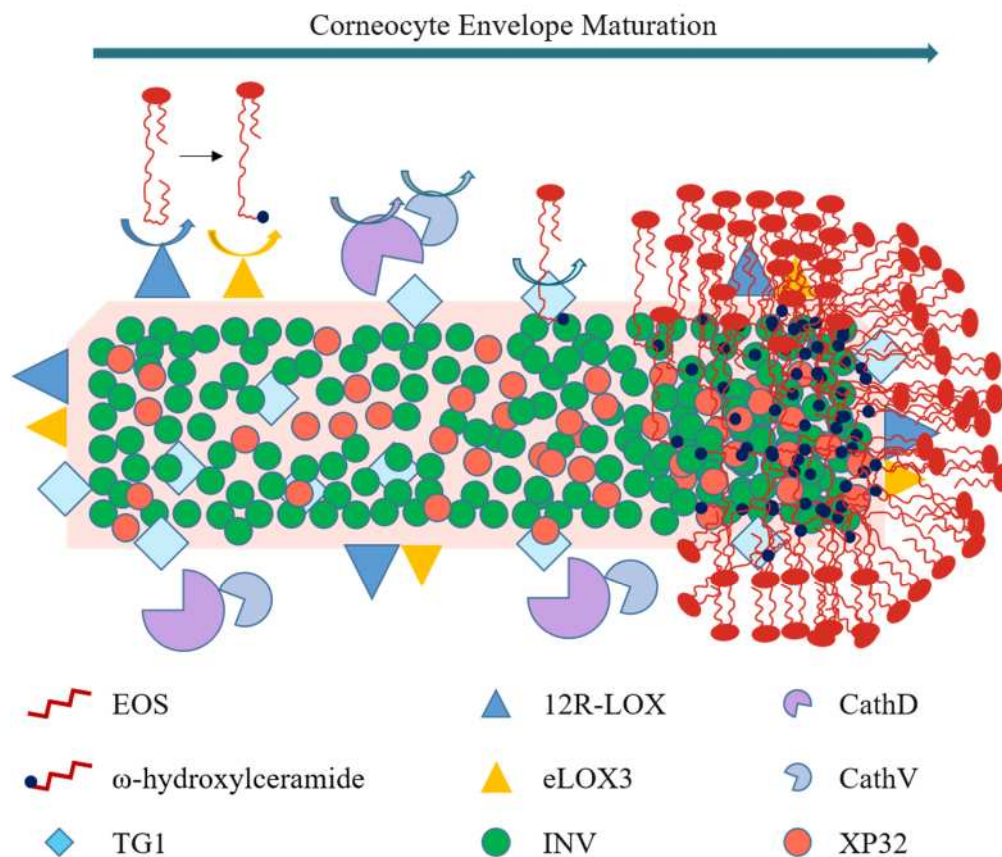 Corneocyte Envelope Maturation
EOS
12R-LOX
CathD
ω-hydroxylceramide
eLOX3
CathV
TG1
INV
XP32